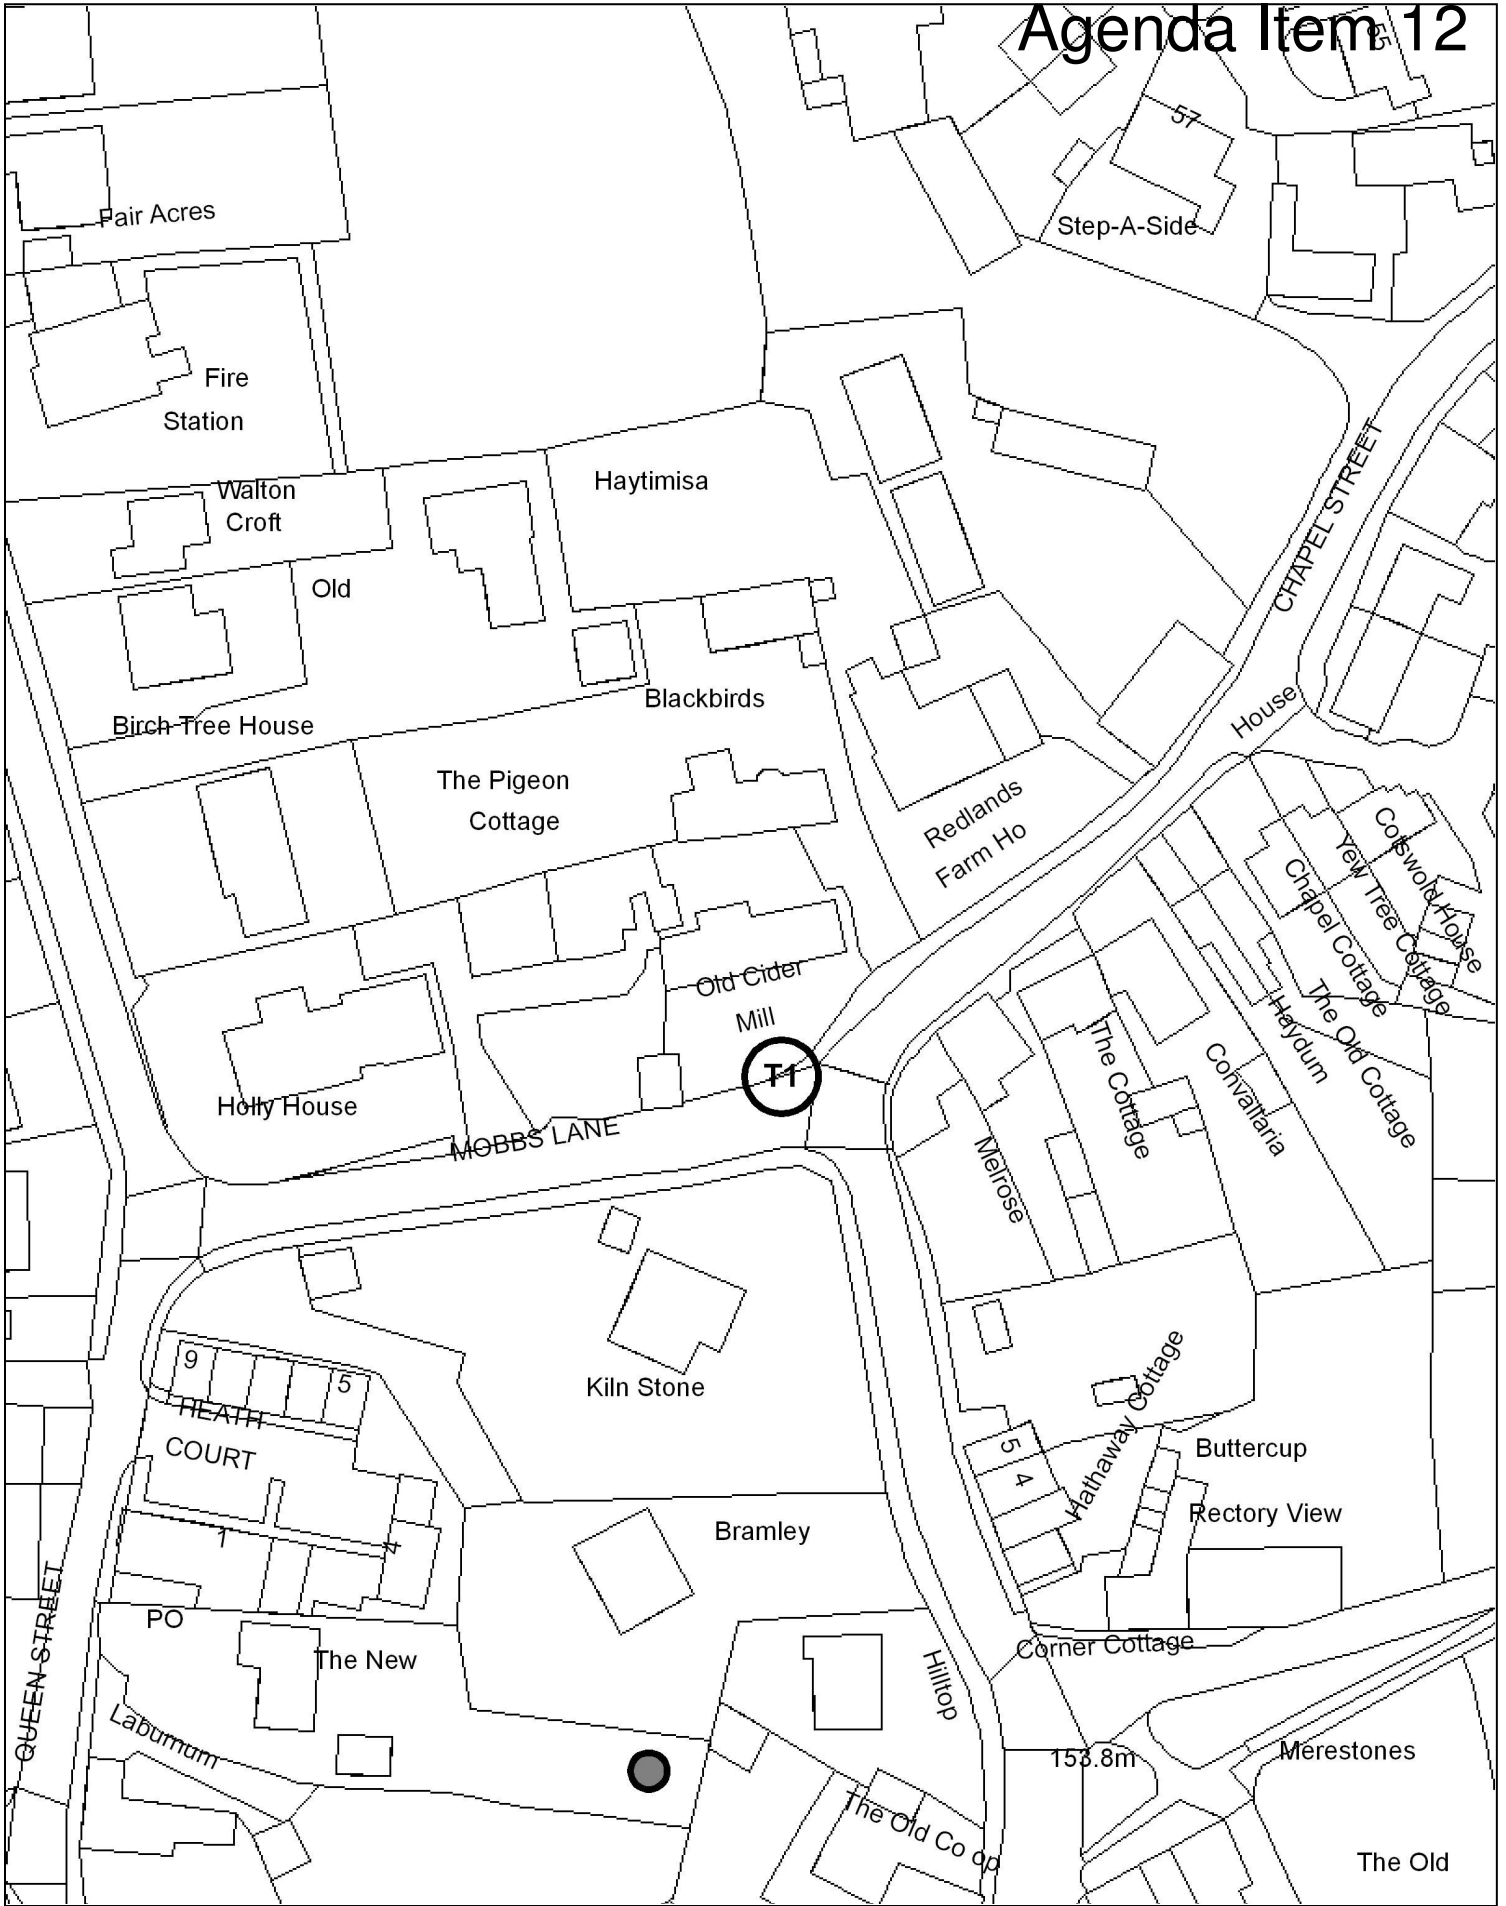 Agenda Item 12
55
57
Fair Acres
Step-A-Side
Fire
Station
CHAPEL STREET
Haytimisa
Walton
Croft
Old
Blackbirds
House
Birch Tree House
The Pigeon
Cottage
Redlands
Farm Ho
Cotswold House
Yew Tree Cottage
Chapel Cottage
The Old Cottage
Haydum
Convallaria
The Cottage
Melrose
Old Cider
Mill
T1
Holly House
MOBBS LANE
9
5
HEATH
COURT
Kiln Stone
Hathaway Cottage
5
4
Buttercup
Rectory View
Bramley
1
4
PO
QUEEN STREET
The New
Laburnum
Hilltop
Corner Cottage
153.8m
Merestones
The Old Co op
The Old